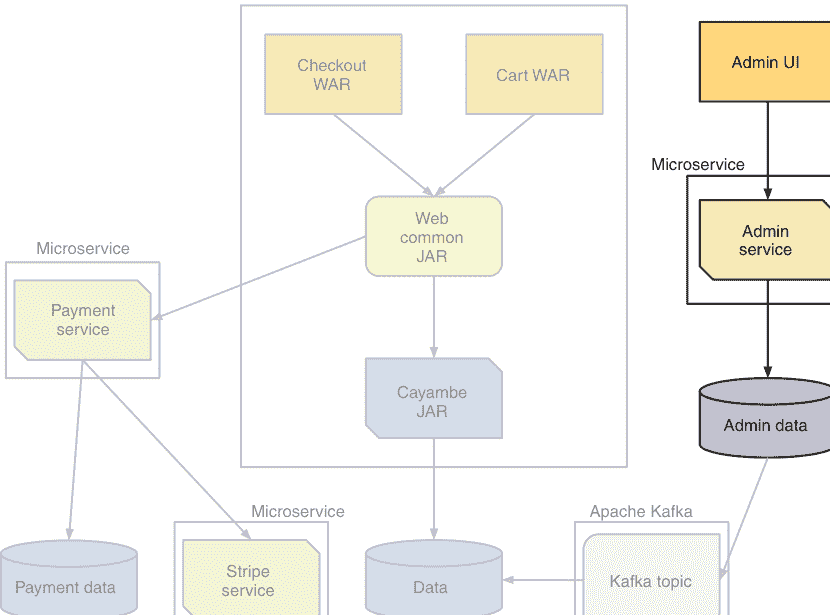 Checkout
WAR
Cart WAR
Admin UI
Microservice
Web
common
JAR
Admin
service
Microservice
Payment
service
Cayambe
JAR
Admin data
Microservice
Apache Kafka
Payment data
Stripe
service
Data
Kafka topic